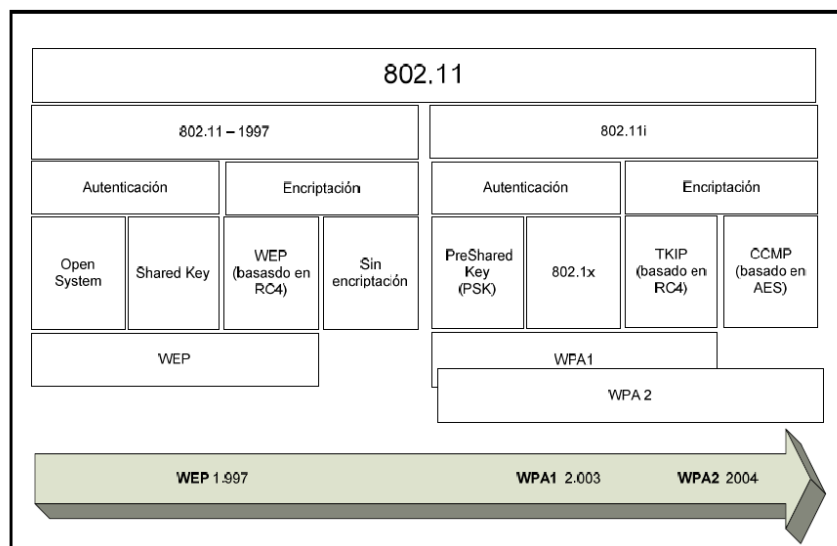 802.11
802.11 – 1997
802.11i
Autenticación
Encriptación
Autenticación
Encriptación
Open
System
Shared Key
WEP
(basasdo en
RC4)
Sin
encriptación
PreShared
Key
(PSK)
802.1x
TKIP
(basado en
RC4)
CCMP
(basado en
AES)
WEP
WPA1
WPA 2
WEP 1.997
WPA1 2.003
WPA2 2004